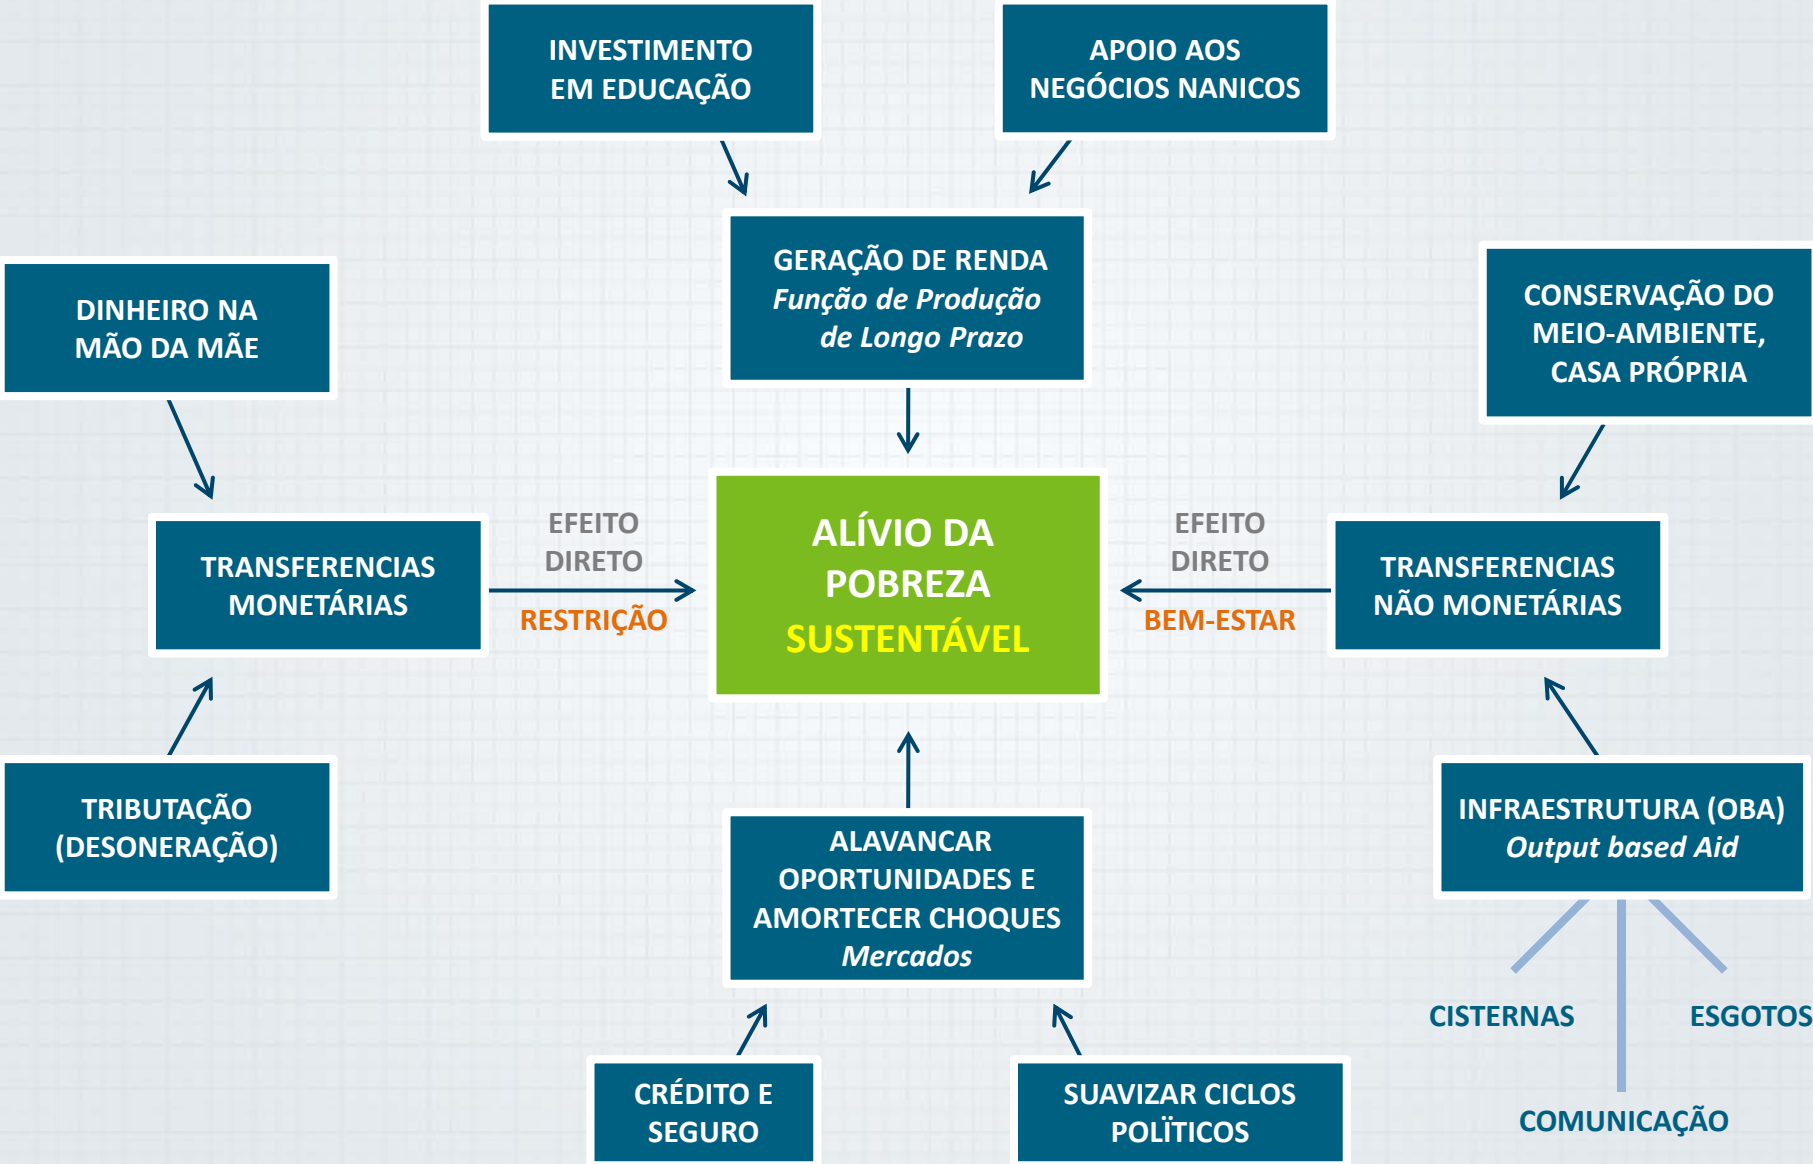 INVESTIMENTO
EM EDUCAÇÃO
APOIO AOS
NEGÓCIOS NANICOS
GERAÇÃO DE RENDA
Função de Produção
de Longo Prazo
DINHEIRO NA
MÃO DA MÃE
CONSERVAÇÃO DO
MEIO-AMBIENTE,
CASA PRÓPRIA
TRANSFERENCIAS
MONETÁRIAS
EFEITO
DIRETO
RESTRIÇÃO
ALÍVIO DA
POBREZA
SUSTENTÁVEL
EFEITO
DIRETO
BEM-ESTAR
TRANSFERENCIAS
NÃO MONETÁRIAS
TRIBUTAÇÃO
(DESONERAÇÃO)
ALAVANCAR
OPORTUNIDADES E
AMORTECER CHOQUES
Mercados
INFRAESTRUTURA (OBA)
Output based Aid
CISTERNAS
ESGOTOS
COMUNICAÇÃO
CRÉDITO E
SEGURO
SUAVIZAR CICLOS
POLÏTICOS